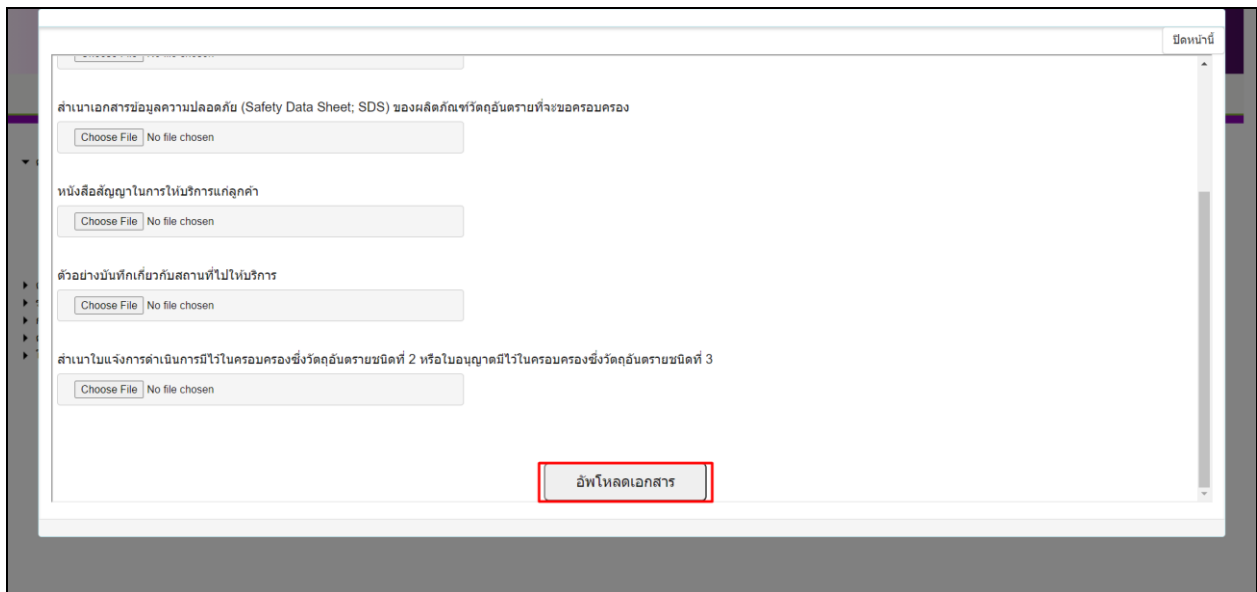 ปิดหน้านี้
สำเนาเอกสารข้อมูลความปลอดภัย (Safety Data Sheet; SDS) ของผลิตภัณฑ์วัตถุอันตรายที่จะขอครอบครอง
Choose File No file chosen
หนังสือสัญญาในการให้บริการแก่ลูกค้า
Choose File No file chosen
ตัวอย่างบันทึกเกี่ยวกับสถานที่ไปให้บริการ
Choose File No file chosen
สำเนาใบแจ้งการดำเนินการมีไว้ในครอบครองซึ่งวัตถุอันตรายชนิดที่ 2 หรือใบอนุญาตมีไว้ในครอบครองซึ่งวัตถุอันตรายชนิดที่ 3
Choose File No file chosen
อัพโหลดเอกสาร